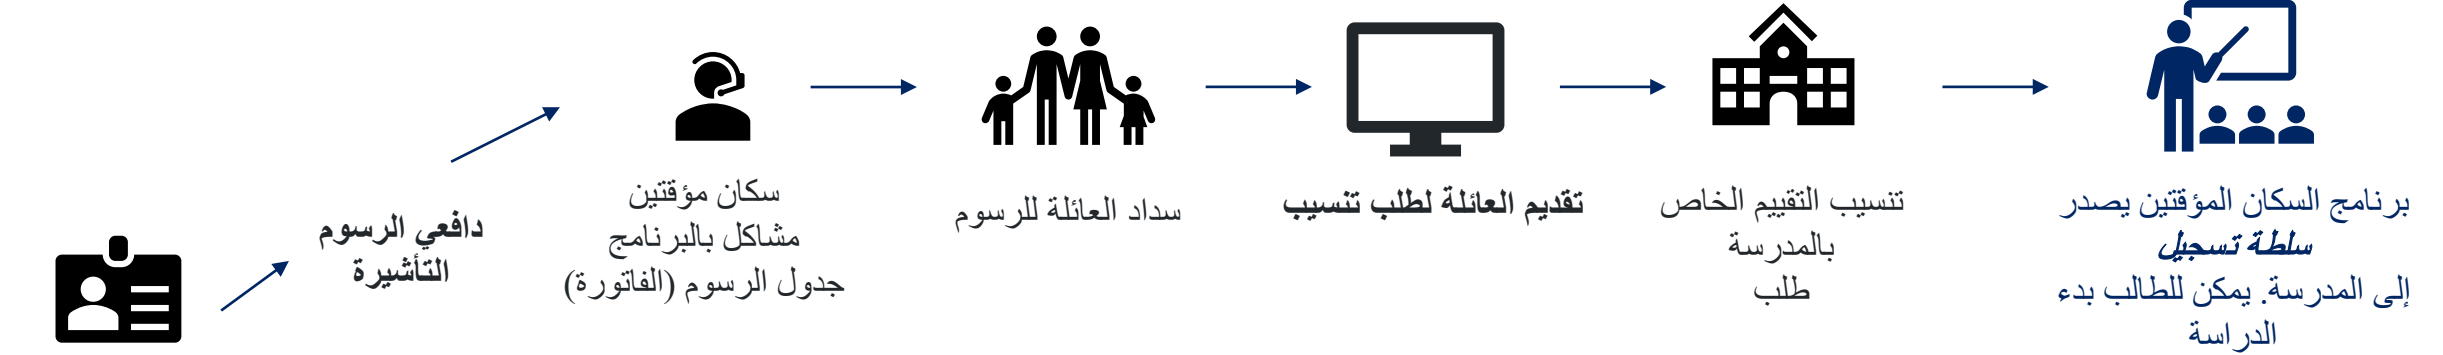 دافعي الرسوم
التأشيرة
سكان مؤقتين
مشاكل بالبرنامج
جدول الرسوم (الفاتورة)
سداد العائلة للرسوم
تقديم العائلة لطلب تنسيب
تنسيب التقييم الخاص
بالمدرسة
طلب
برنامج السكان المؤقتين يصدر
سلطة تسجيل
إلى المدرسة. يمكن للطالب بدء
الدراسة